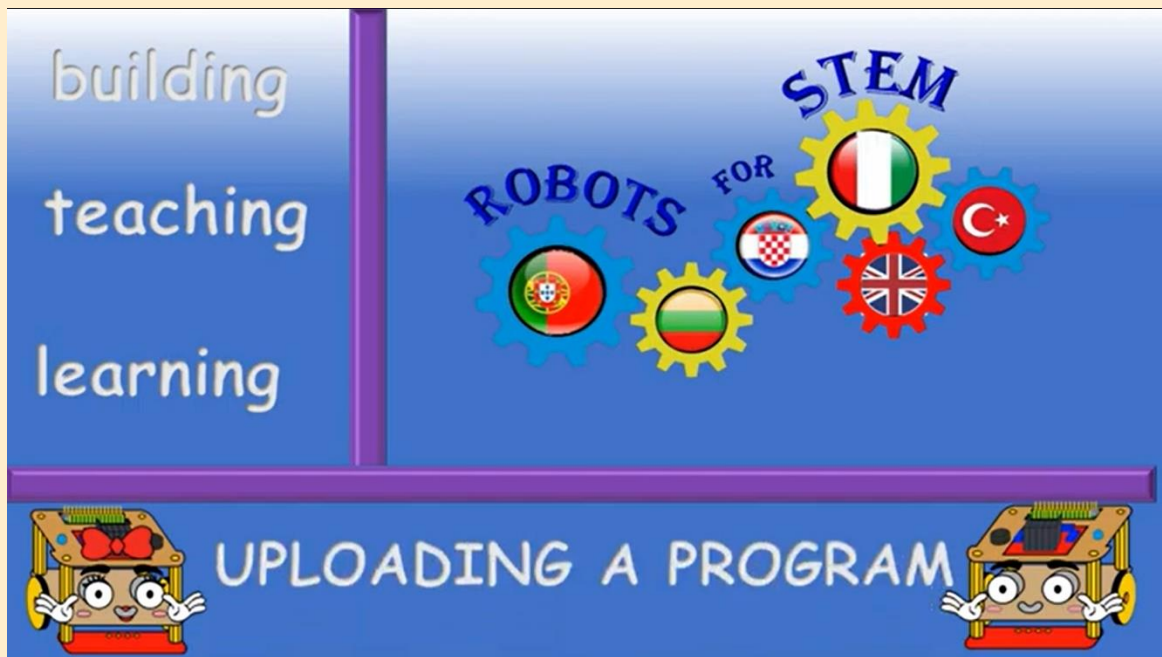 building
teaching
learning
ROBOTS FOR STEM
UPLOADING A PROGRAM